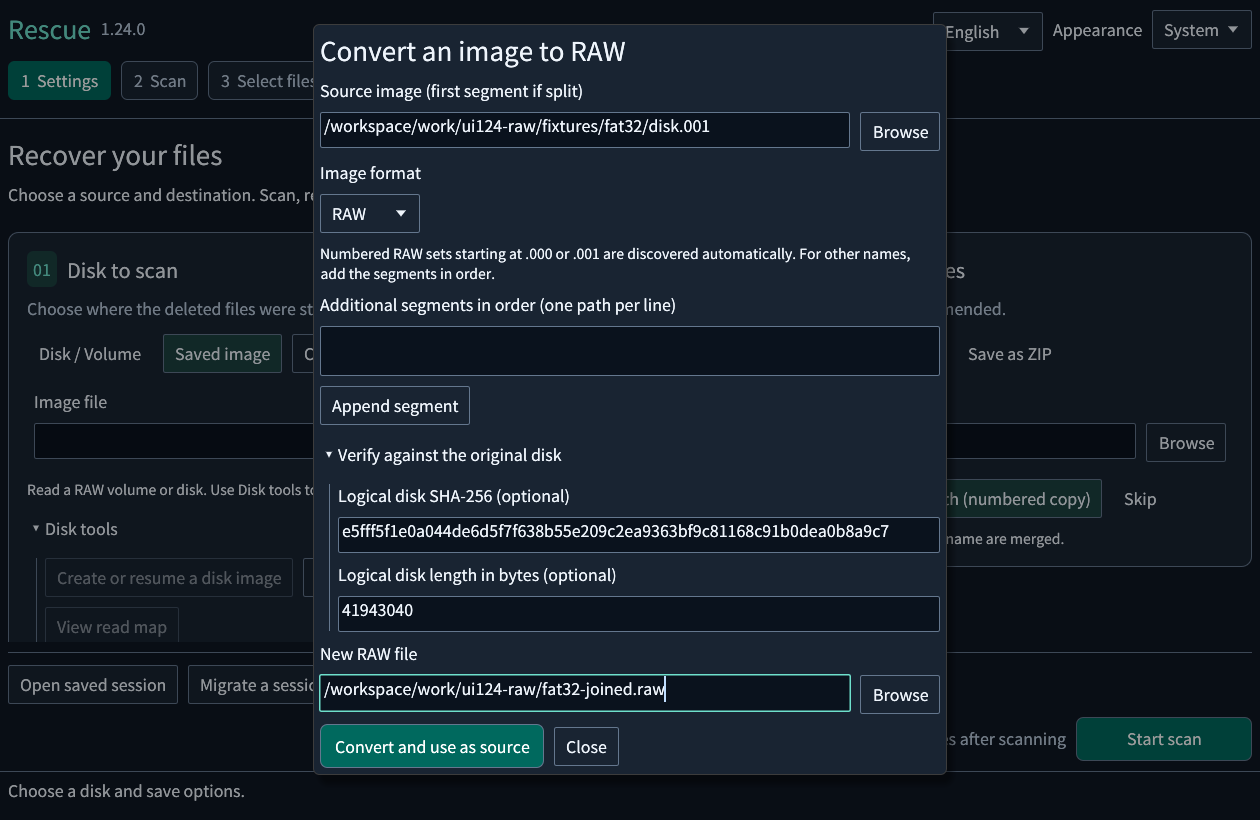 Rescue 1.24.0
English
Appearance
System
1 Settings
2 Scan
3 Select files
Recover your files
Choose a source and destination. Scan, re
01 Disk to scan
Choose where the deleted files were st
Disk / Volume
Saved image
Image file
Read a RAW volume or disk. Use Disk tools to
Disk tools
Create or resume a disk image
View read map
Open saved session
Migrate a sessio
Convert an image to RAW
Source image (first segment if split)
/workspace/work/ui124-raw/fixtures/fat32/disk.001
Browse
Image format
RAW
Numbered RAW sets starting at .000 or .001 are discovered automatically. For other names,
add the segments in order.
Additional segments in order (one path per line)
Append segment
Verify against the original disk
Logical disk SHA-256 (optional)
e5fff5f1e0a044de6d5f7f638b55e209c2ea9363bf9c81168c91b0dea0b8a9c7
Logical disk length in bytes (optional)
41943040
New RAW file
/workspace/work/ui124-raw/fat32-joined.raw
Browse
Convert and use as source
Close
es
mended.
Save as ZIP
Browse
th (numbered copy)
Skip
name are merged.
s after scanning
Start scan
Choose a disk and save options.